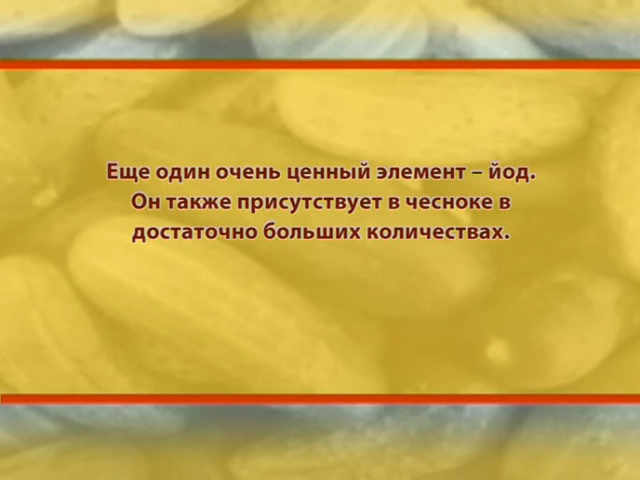 Еще один очень ценный элемент – йод.
Он также присутствует в чесноке в
достаточно больших количествах.